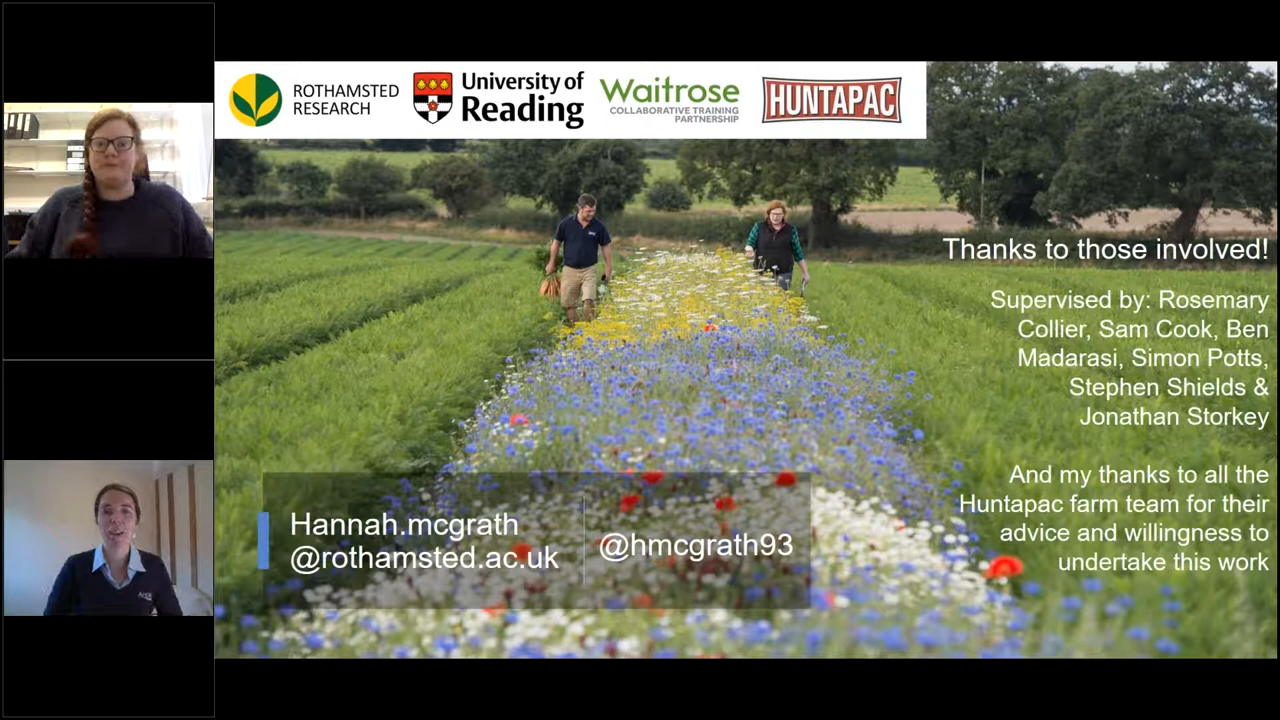 ROTHAMSTED
RESEARCH
University of
Reading
Waitrose
COLLABORATIVE TRAINING
PARTNERSHIP
HUNTAPAC
Thanks to those involved!
Supervised by: Rosemary
Collier, Sam Cook, Ben
Madarasi, Simon Potts,
Stephen Shields &
Jonathan Storkey
And my thanks to all the
Huntapac farm team for their
advice and willingness to
undertake this work
Hannah.mcgrath
@rothamsted.ac.uk
@hmcgrath93